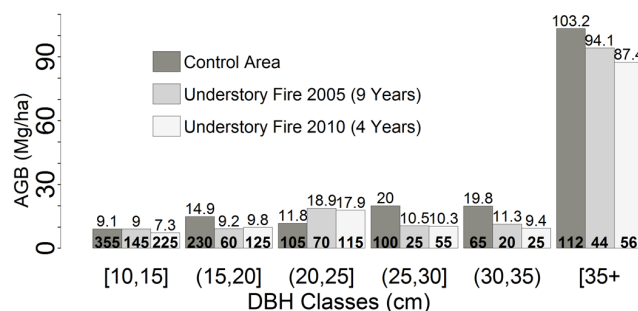 103.2
94.1
87.4
Control Area
Understory Fire 2005 (9 Years)
Understory Fire 2010 (4 Years)
AGB (Mg/ha)
90
60
30
0
9.1 9 7.3
14.9 9.2 9.8
11.8 18.9 17.9
20 10.5 10.3
19.8 11.3 9.4
355 145 225 230 60 125 105 70 115 100 25 55 65 20 25 112 44 56
[10,15] (15,20] (20,25] (25,30] (30,35) [35+
DBH Classes (cm)